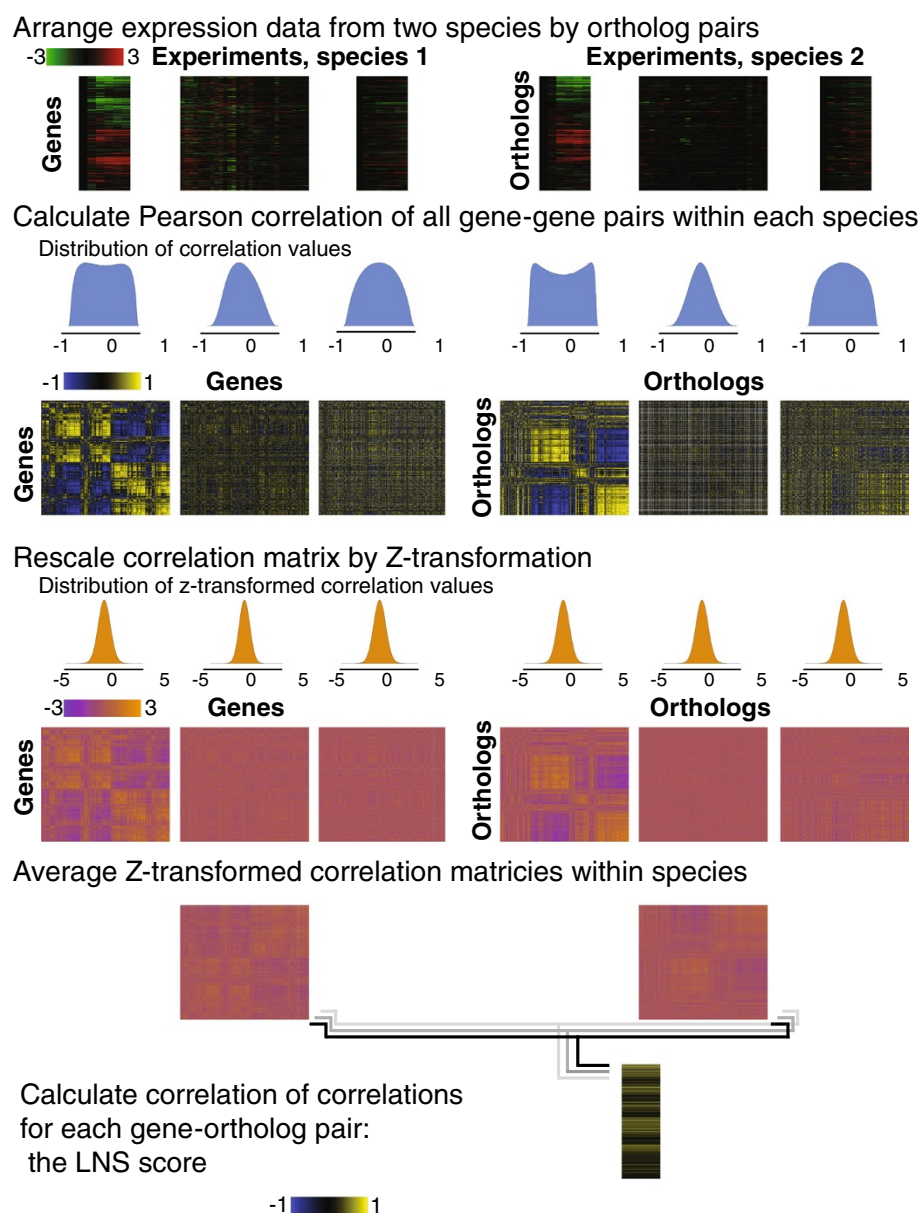 Arrange expression data from two species by ortholog pairs
-3 3 Experiments, species 1 Experiments, species 2
Genes Orthologs
Calculate Pearson correlation of all gene-gene pairs within each species
Distribution of correlation values
-1 0 1 -1 0 1 -1 0 1 -1 0 1 -1 0 1 -1 0 1
-1 1 Genes Orthologs
Genes Orthologs
Rescale correlation matrix by Z-transformation
Distribution of z-transformed correlation values
-5 0 5 -5 0 5 -5 0 5 -5 0 5 -5 0 5 -5 0 5
-3 3 Genes Orthologs
Genes Orthologs
Average Z-transformed correlation matricies within species
Calculate correlation of correlations
for each gene-ortholog pair:
the LNS score
-1 1